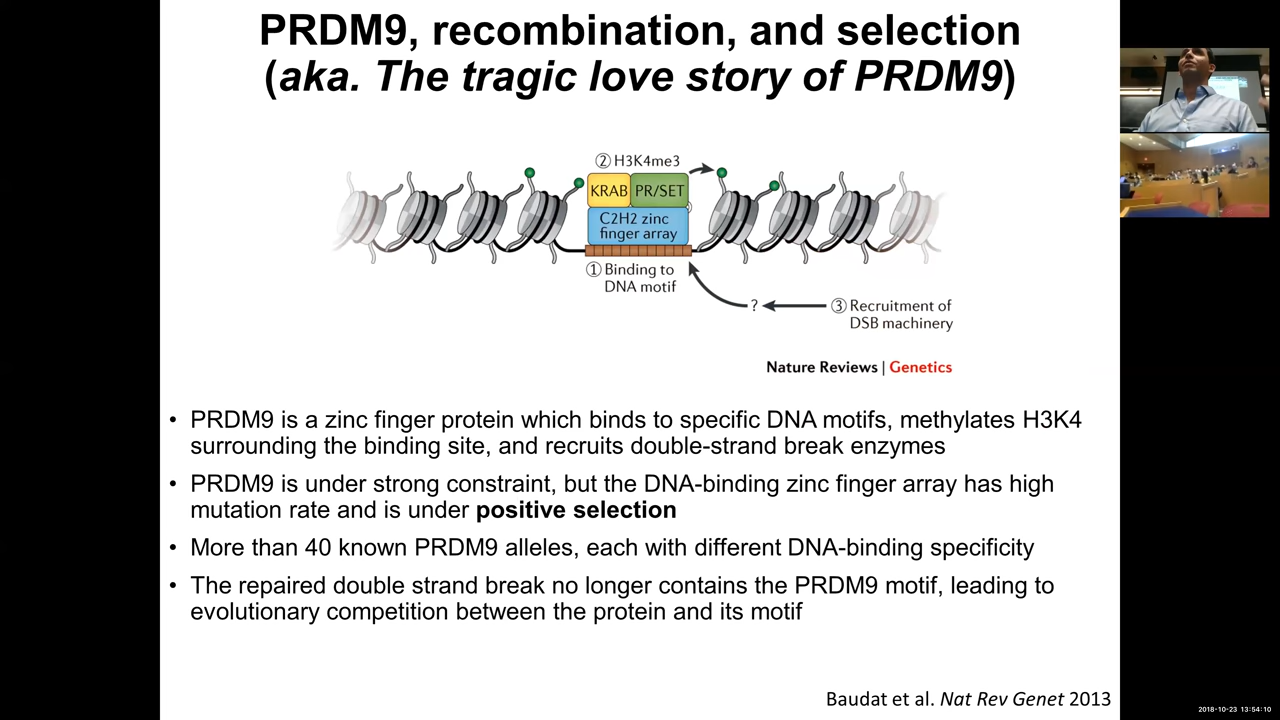 PRDM9, recombination, and selection
(aka. The tragic love story of PRDM9)
② H3K4me3
KRAB PR/SET
C2H2 zinc
finger array
① Binding to
DNA motif
?
③ Recruitment of
DSB machinery
Nature Reviews | Genetics
• PRDM9 is a zinc finger protein which binds to specific DNA motifs, methylates H3K4
surrounding the binding site, and recruits double-strand break enzymes
• PRDM9 is under strong constraint, but the DNA-binding zinc finger array has high
mutation rate and is under positive selection
• More than 40 known PRDM9 alleles, each with different DNA-binding specificity
• The repaired double strand break no longer contains the PRDM9 motif, leading to
evolutionary competition between the protein and its motif
Baudat et al. Nat Rev Genet 2013
2018-10-23 13:54:10